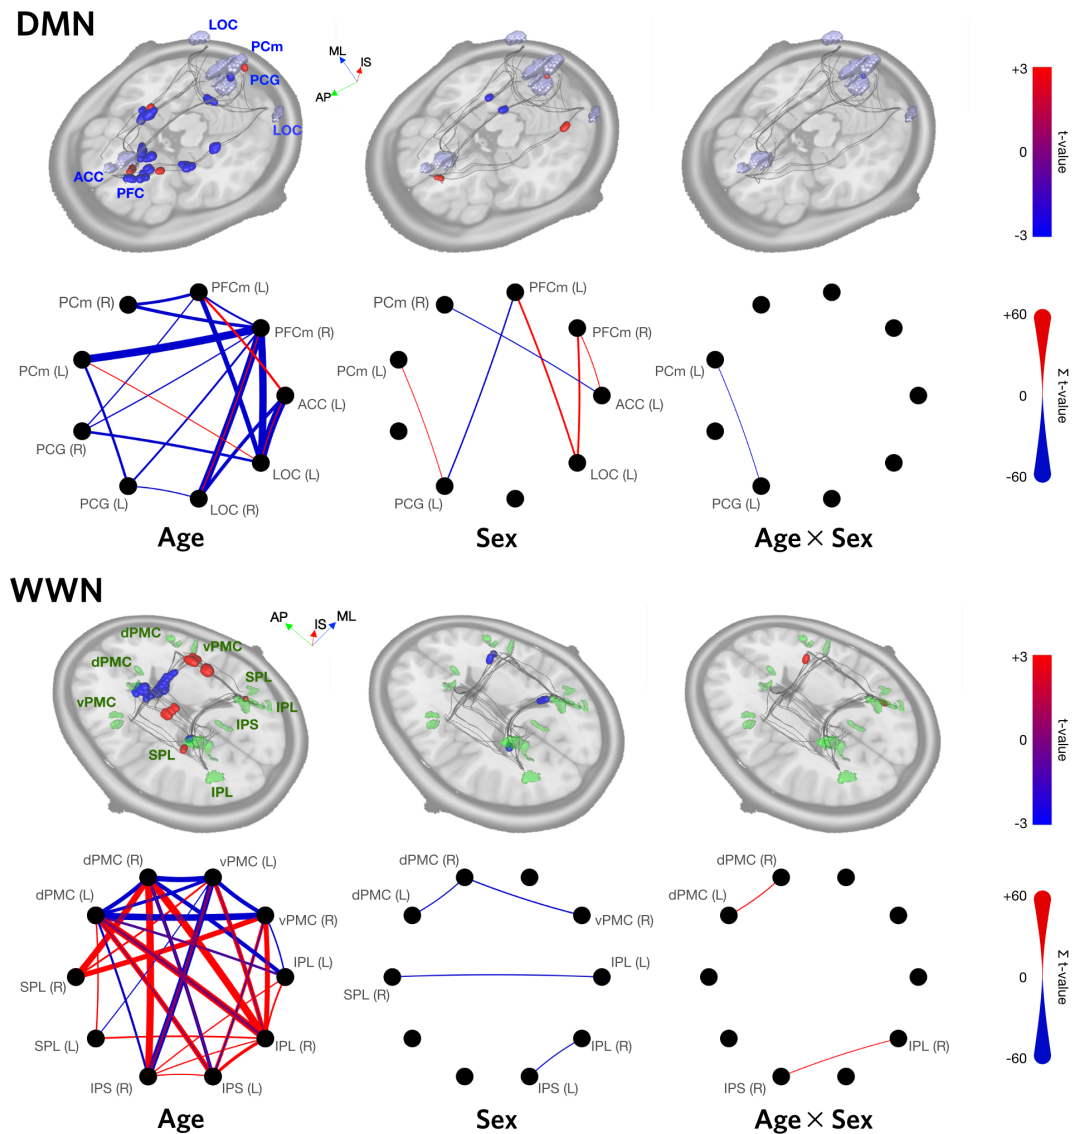 DMN
LOC
PCm
PCG
LOC
ACC
PFC
ML
IS
AP
+3
0
-3
t-value
PFCm (L)
PCm (R)
PFCm (R)
PCm (L)
ACC (L)
PCG (R)
LOC (L)
PCG (L)
LOC (R)
PFCm (L)
PCm (R)
PFCm (R)
PCm (L)
ACC (L)
LOC (L)
PCG (L)
PCm (L)
PCG (L)
+60
0
-60
Σ t-value
Age
Sex
Age × Sex
WWN
AP
IS
ML
dPMC
vPMC
dPMC
SPL
vPMC
IPL
IPS
SPL
IPL
+3
0
-3
t-value
dPMC (R)
vPMC (L)
dPMC (L)
vPMC (R)
IPL (L)
SPL (R)
SPL (L)
IPL (R)
IPS (R)
IPS (L)
dPMC (R)
dPMC (L)
vPMC (R)
IPL (L)
SPL (R)
IPL (R)
IPS (L)
dPMC (R)
dPMC (L)
IPL (R)
IPS (R)
+60
0
-60
Σ t-value
Age
Sex
Age × Sex